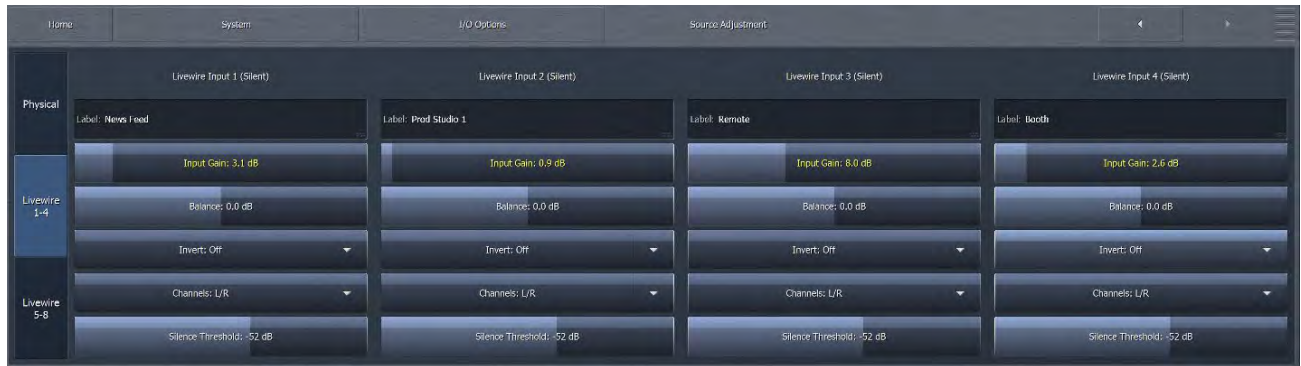 Home System I/O Options Source Adjustment
Livewire Input 1 (Silent) Livewire Input 2 (Silent) Livewire Input 3 (Silent) Livewire Input 4 (Silent)
Physical
Label: News Feed Label: Prod Studio 1 Label: Remote Label: Booth
Input Gain: 3.1 dB Input Gain: 0.9 dB Input Gain: 8.0 dB Input Gain: 2.6 dB
Livewire
1-4
Balance: 0.0 dB Balance: 0.0 dB Balance: 0.0 dB Balance: 0.0 dB
Invert: Off Invert: Off Invert: Off Invert: Off
Channels: L/R Channels: L/R Channels: L/R Channels: L/R
Livewire
5-8
Silence Threshold: -52 dB Silence Threshold: -52 dB Silence Threshold: -52 dB Silence Threshold: -52 dB